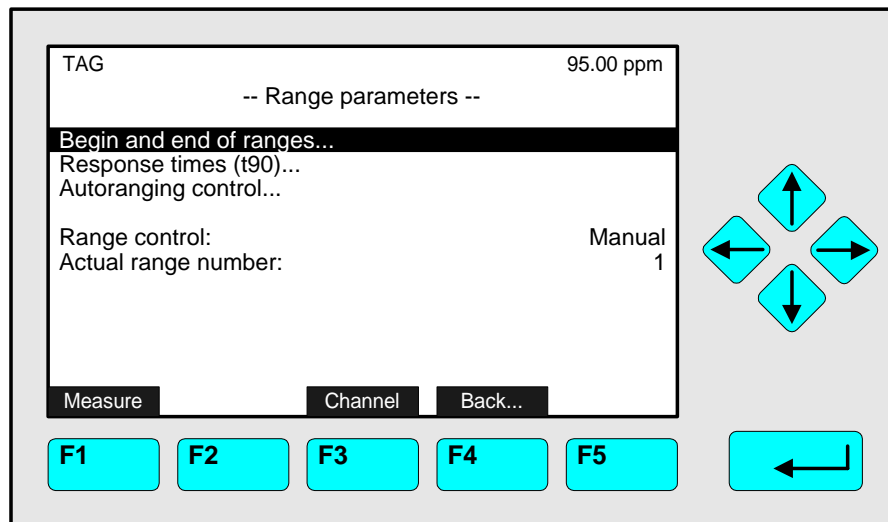 TAG 95.00 ppm
-- Range parameters --
Begin and end of ranges...
Response times (t90)...
Autoranging control...
Range control: Manual
Actual range number: 1
Measure Channel Back...
F1 F2 F3 F4 F5